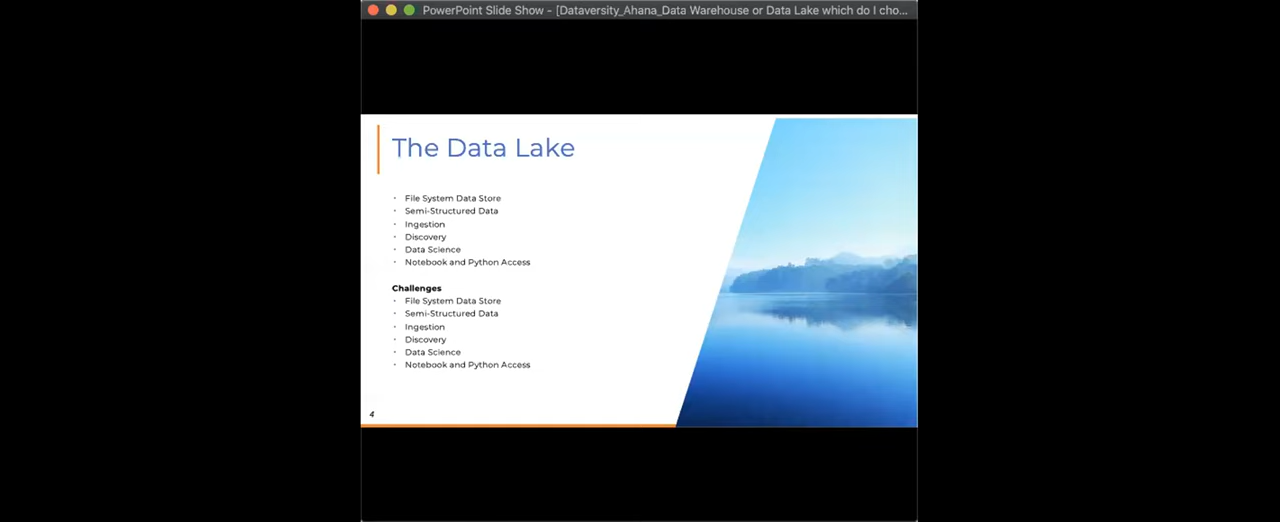 PowerPoint Slide Show - [Dataversity_Ahana_Data Warehouse or Data Lake which do I cho...
The Data Lake
· File System Data Store
· Semi-Structured Data
· Ingestion
· Discovery
· Data Science
· Notebook and Python Access
Challenges
· File System Data Store
· Semi-Structured Data
· Ingestion
· Discovery
· Data Science
· Notebook and Python Access
4